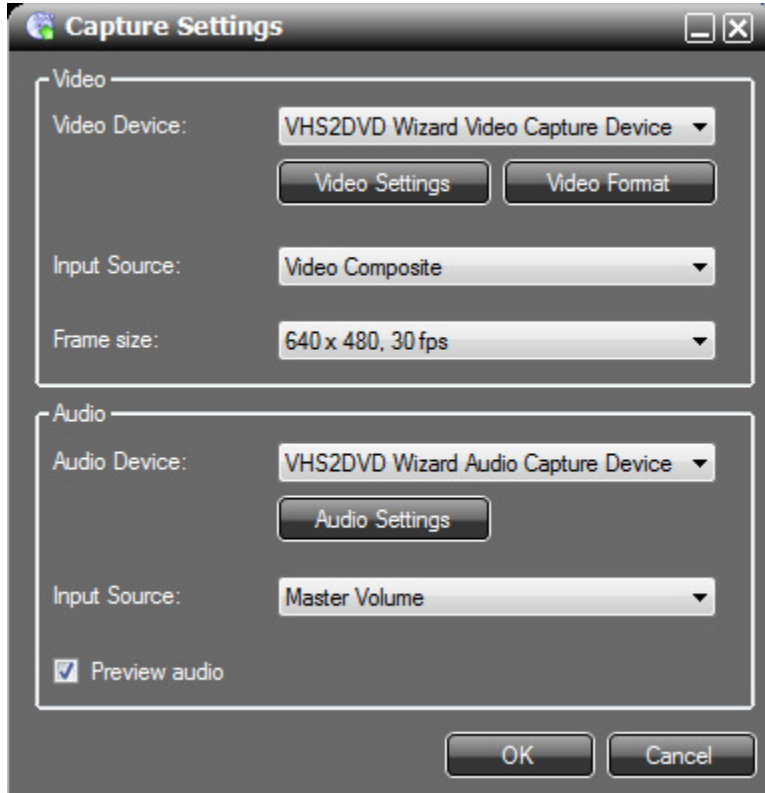 Capture Settings
Video
Video Device: VHS2DVD Wizard Video Capture Device
Video Settings Video Format
Input Source: Video Composite
Frame size: 640 x 480, 30 fps
Audio
Audio Device: VHS2DVD Wizard Audio Capture Device
Audio Settings
Input Source: Master Volume
Preview audio
OK Cancel